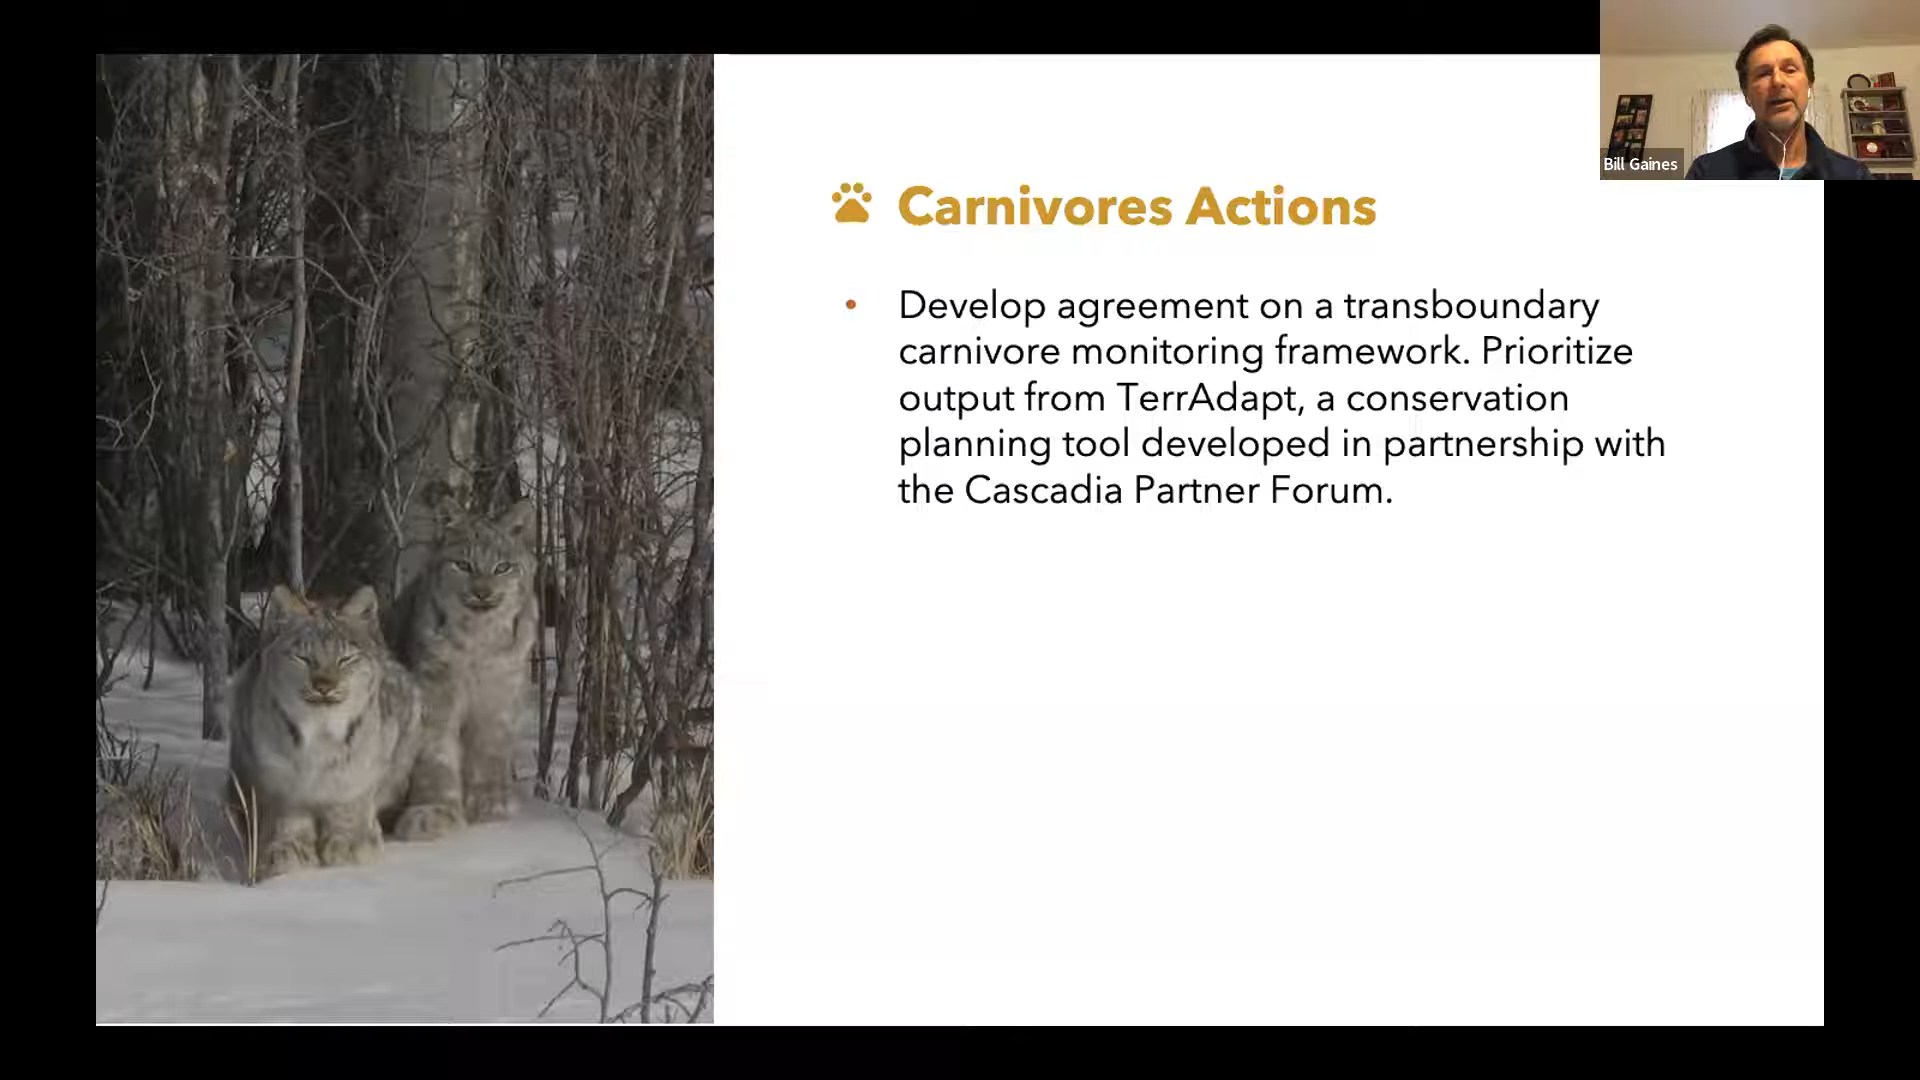 Bill Gaines
Carnivores Actions
• Develop agreement on a transboundary
carnivore monitoring framework. Prioritize
output from TerrAdapt, a conservation
planning tool developed in partnership with
the Cascadia Partner Forum.